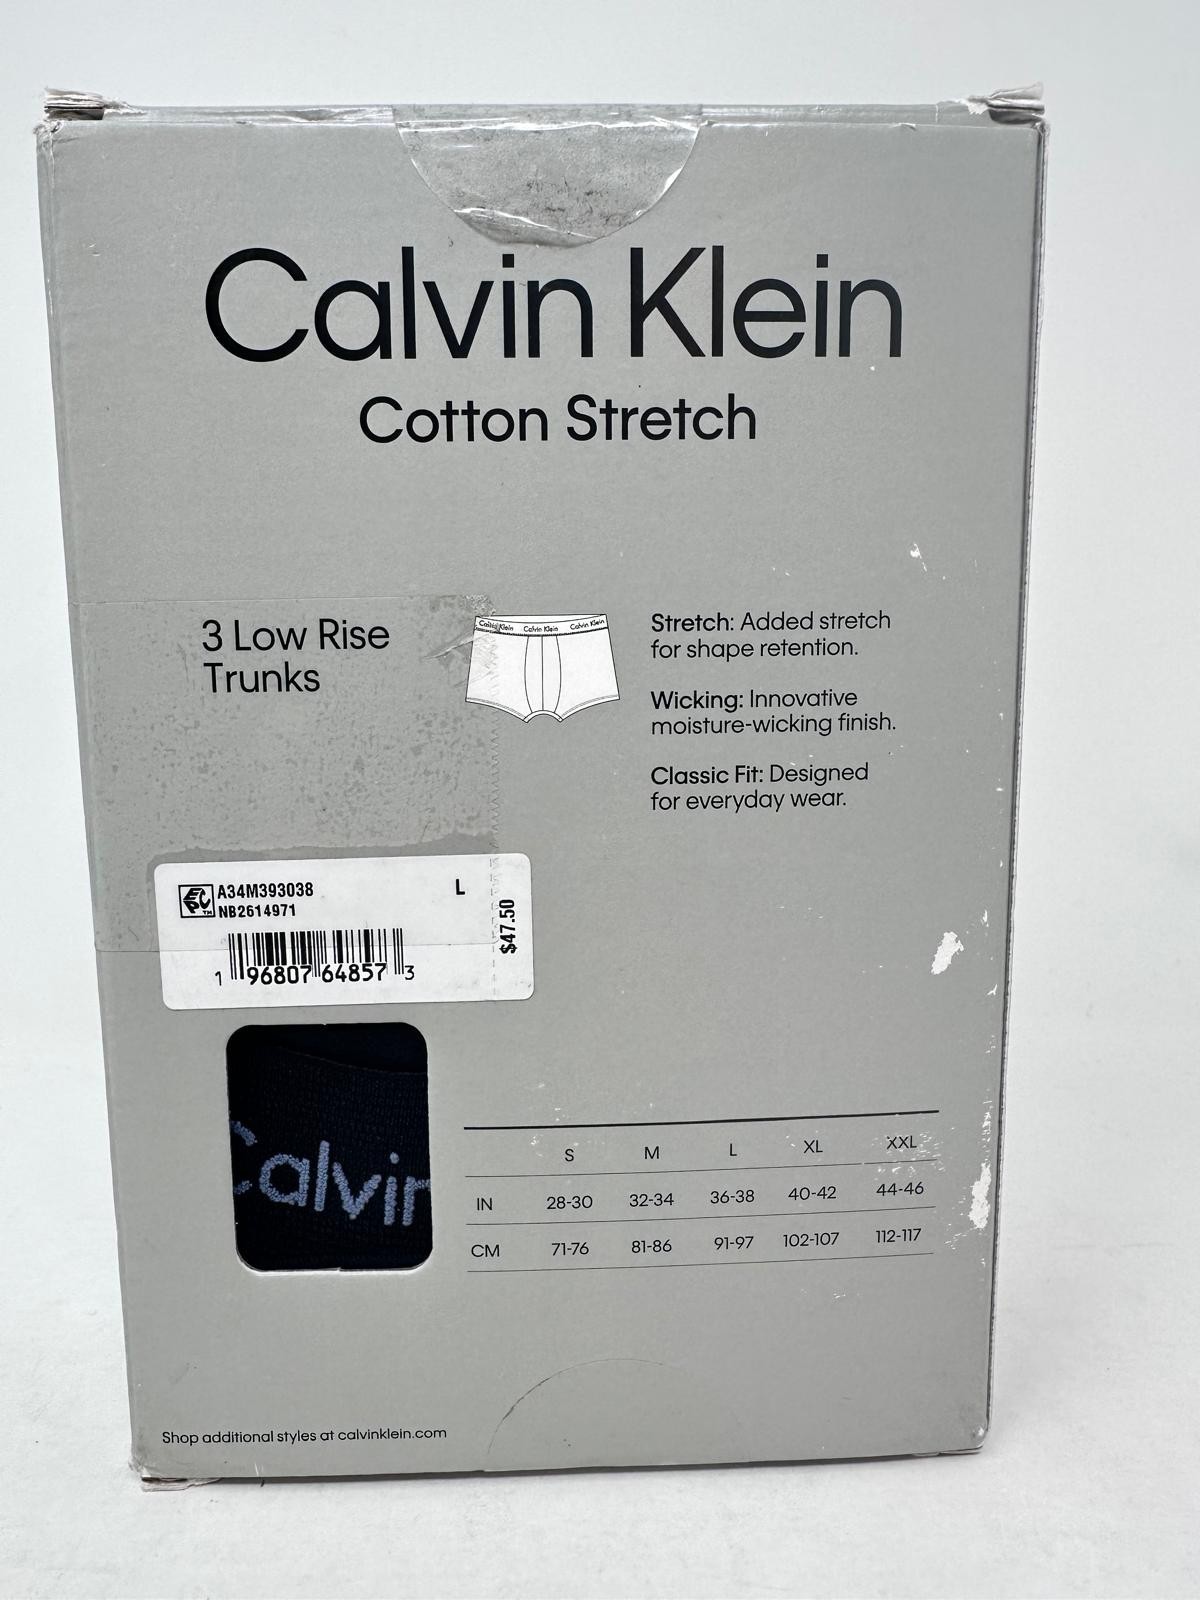 Calvin Klein
Cotton Stretch
3 Low Rise
Trunks
Calvin Klein Calvin Klein Calvin Klein
Stretch: Added stretch
for shape retention.
Wicking: Innovative
moisture-wicking finish.
Classic Fit: Designed
for everyday wear.
EPC TM A34M393038 L
NB2614971
$47.50
1 96807 64857 3
Calvin
S M L XL XXL
IN 28-30 32-34 36-38 40-42 44-46
CM 71-76 81-86 91-97 102-107 112-117
Shop additional styles at calvinklein.com